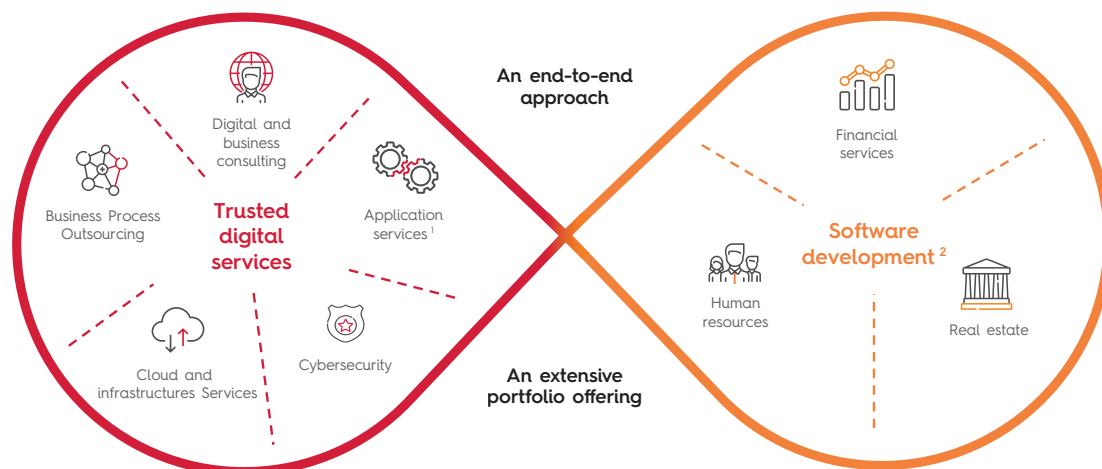 An end-to-end
approach
Digital and
business
consulting
Business Process
Outsourcing
Trusted
digital
services
Application
services 1
Cloud and
infrastructures Services
Cybersecurity
An extensive
portfolio offering
Financial
services
Software
development 2
Human
resources
Real estate